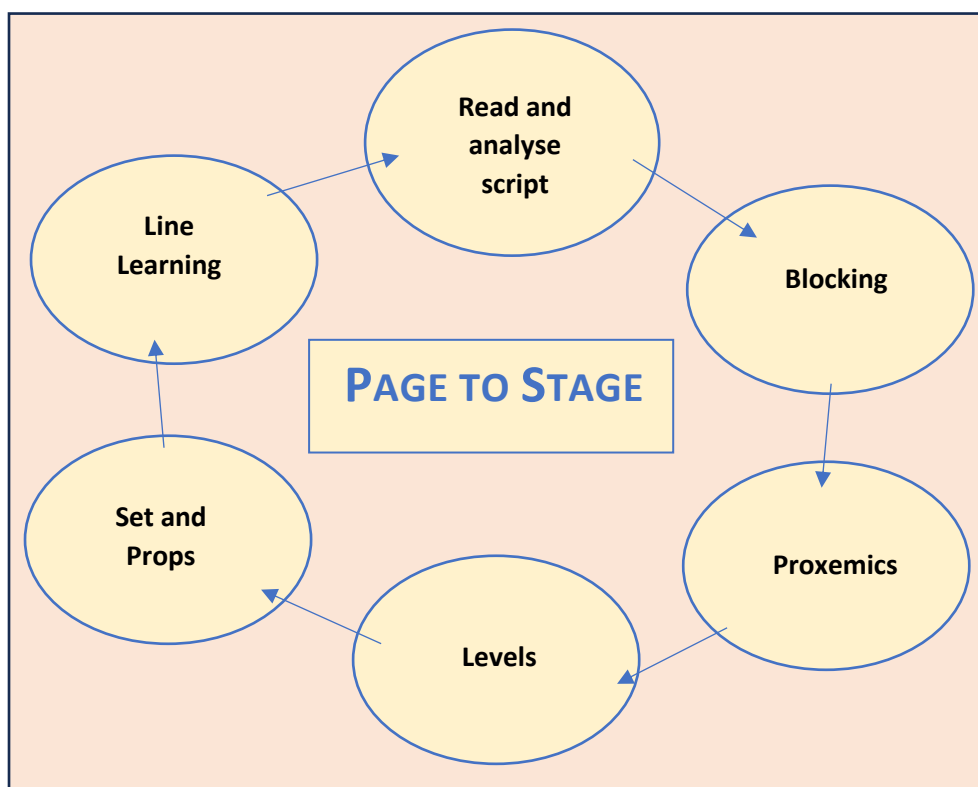 Read and
analyse
script
Blocking
Proxemics
Levels
Set and
Props
Line
Learning
PAGE TO STAGE